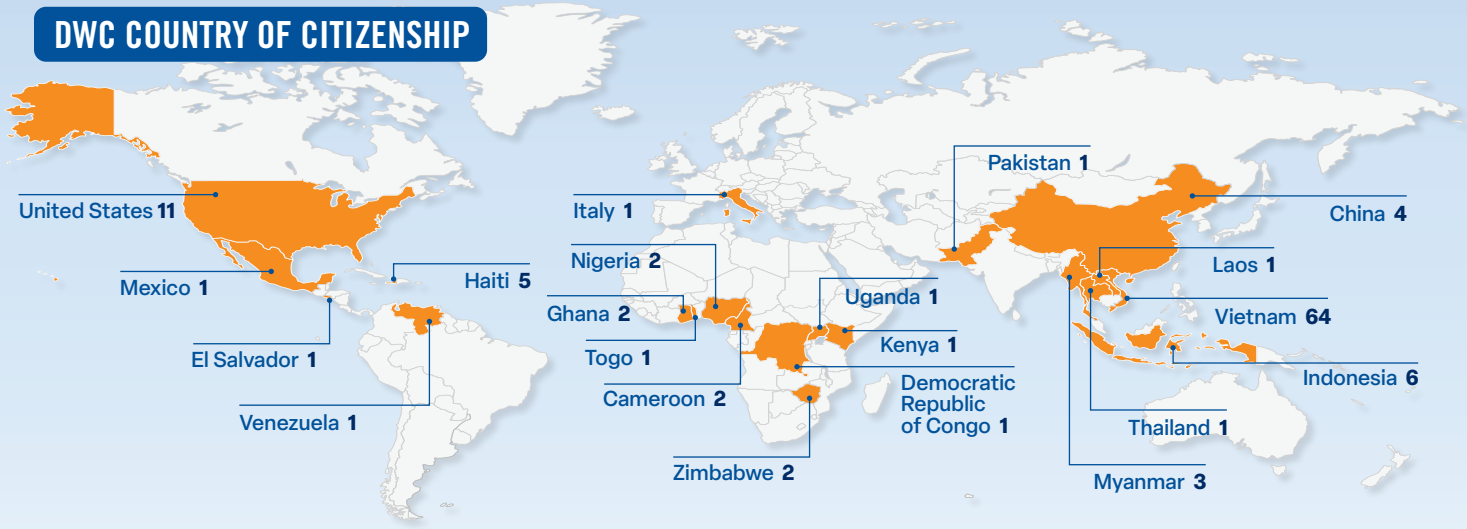 DWC COUNTRY OF CITIZENSHIP
United States 11
Mexico 1
Haiti 5
El Salvador 1
Venezuela 1
Italy 1
Nigeria 2
Ghana 2
Togo 1
Cameroon 2
Zimbabwe 2
Uganda 1
Kenya 1
Democratic
Republic
of Congo 1
Pakistan 1
China 4
Laos 1
Vietnam 64
Indonesia 6
Thailand 1
Myanmar 3